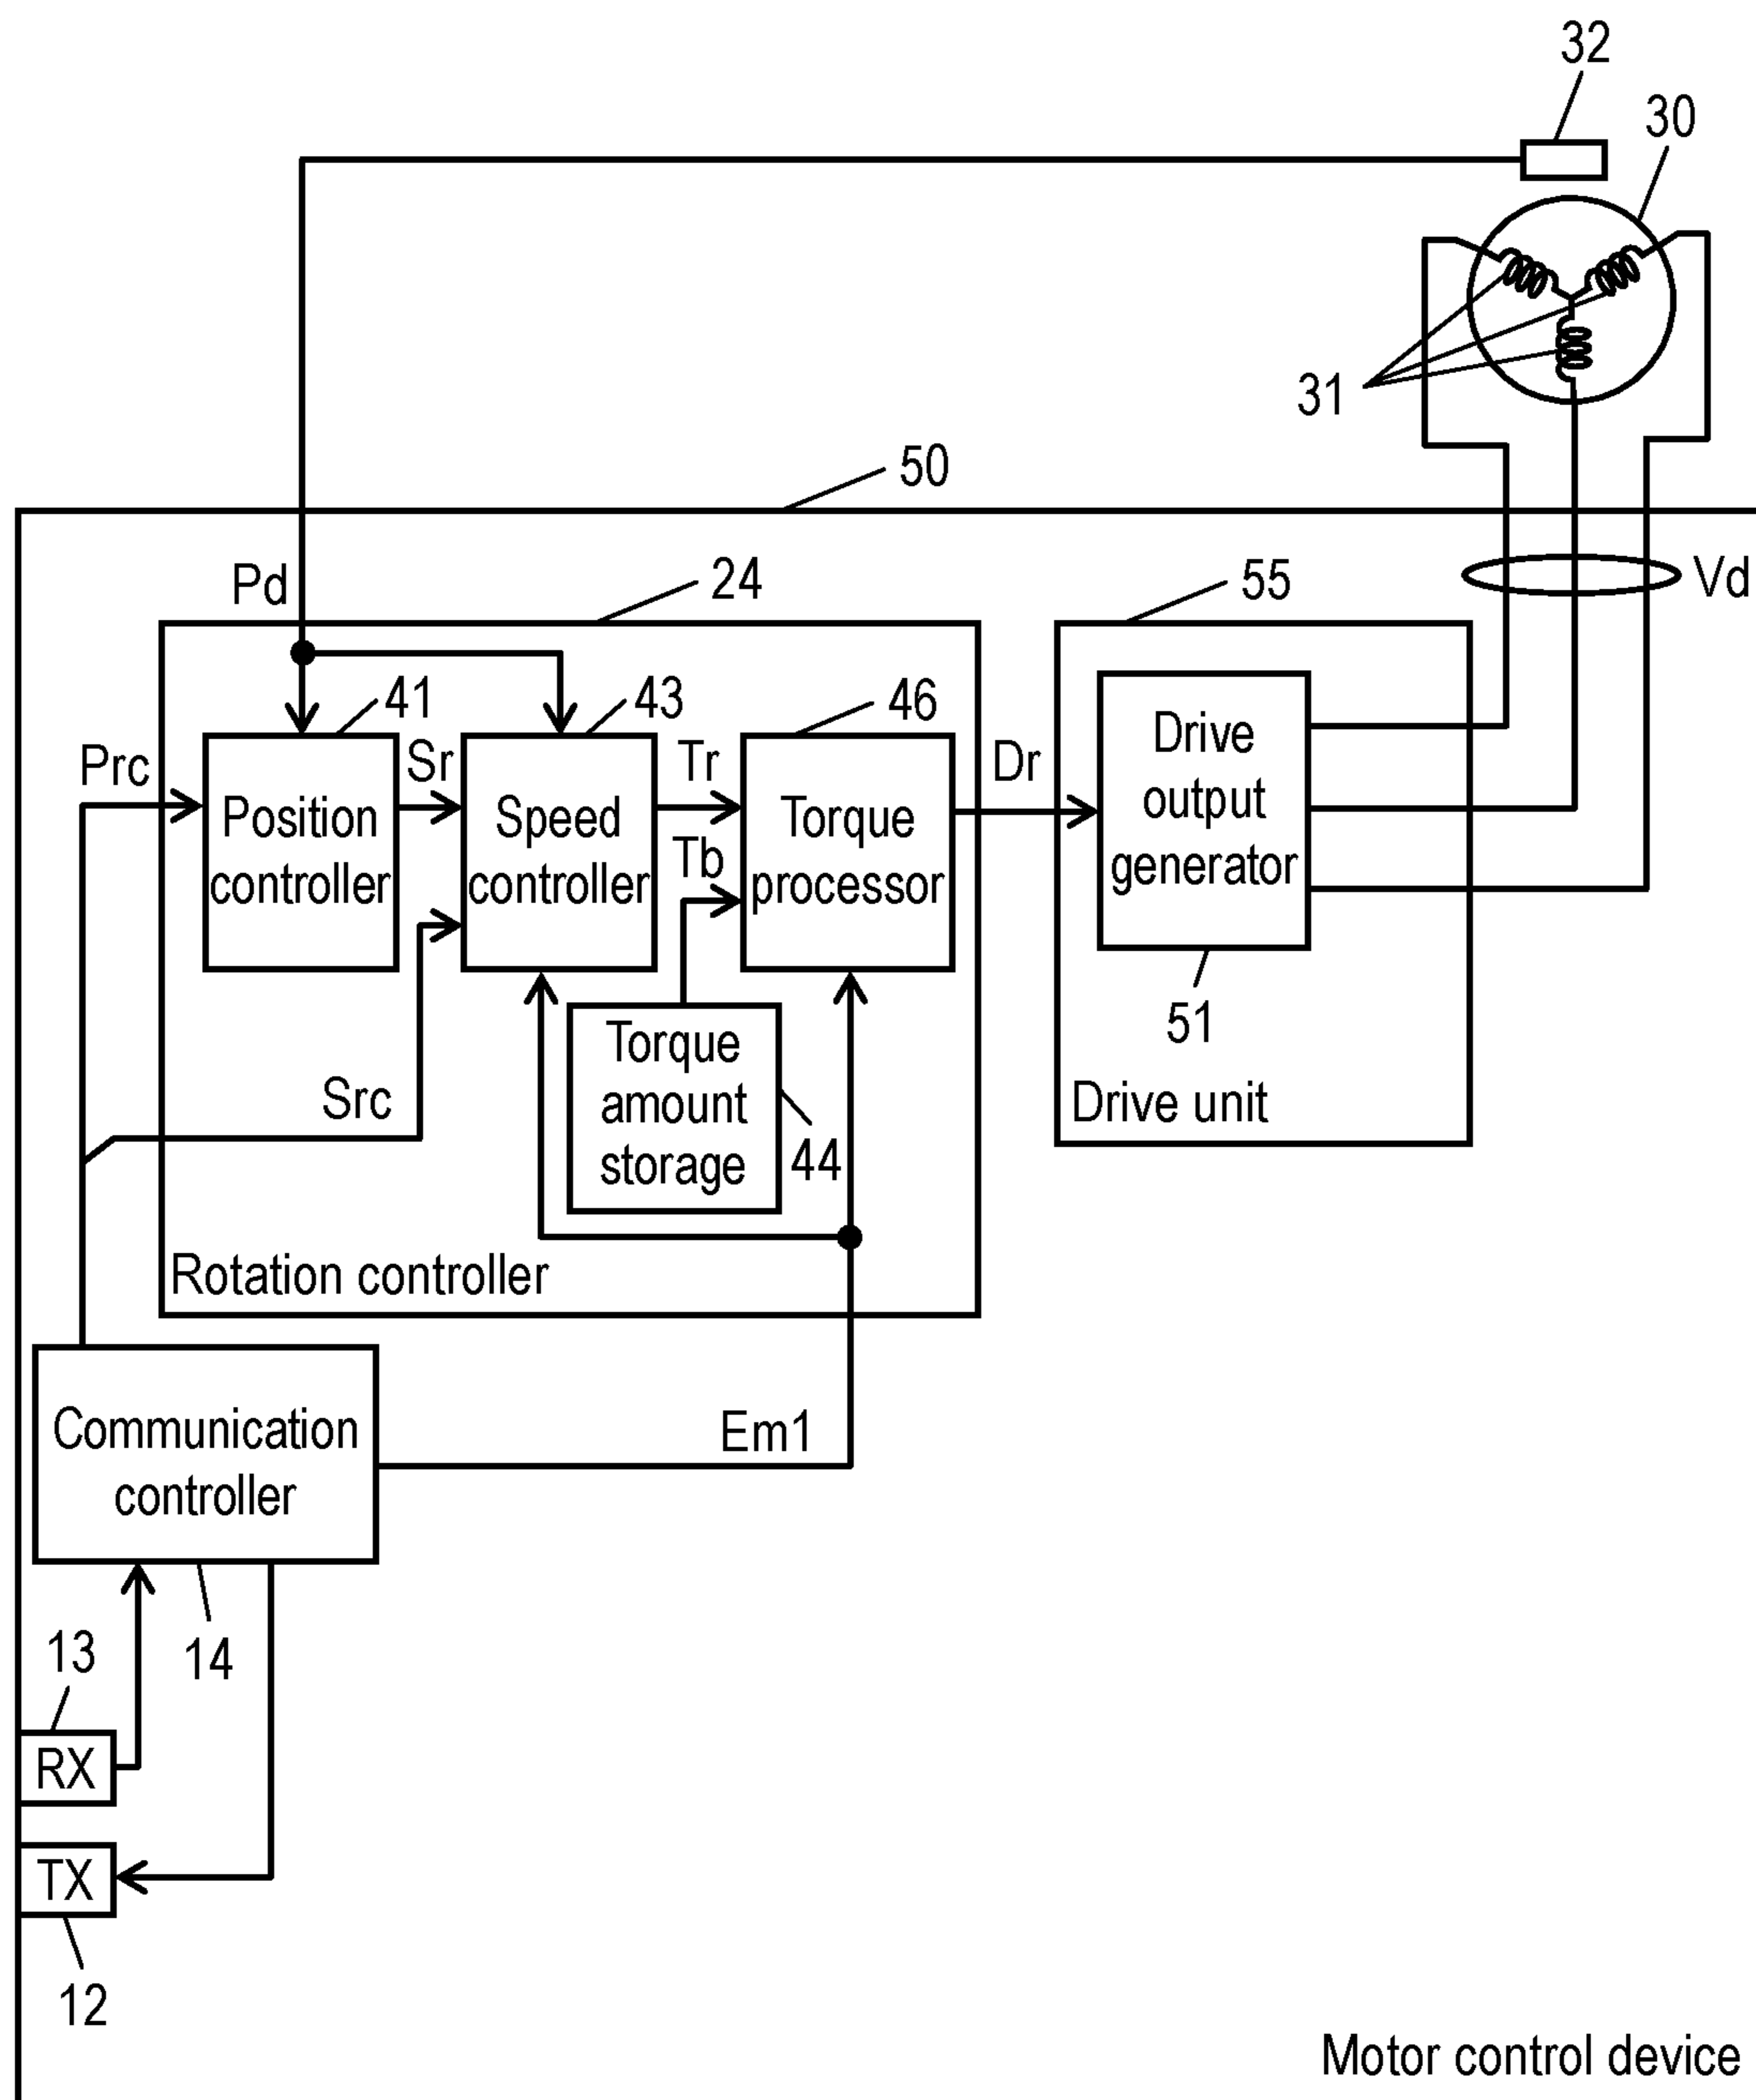 32
30
31
50
Pd
24
55
Vd
41
43
46
Prc
Sr
Tr
Dr
Position
controller
Speed
controller
Tb
Torque
processor
Drive
output
generator
51
Src
Torque
amount
storage
44
Drive unit
Rotation controller
Communication
controller
Em1
13
14
RX
TX
12
Motor control device